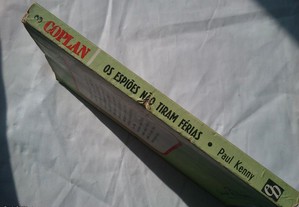 3 COPLAN OS ESPIÕES NÃO TIRAM FÉRIAS • Paul Kenny